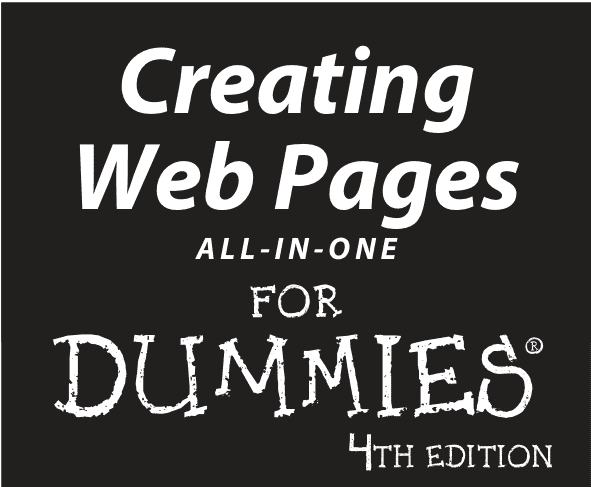 Creating
Web Pages
ALL-IN-ONE
FOR
DUMMIES®
4TH EDITION